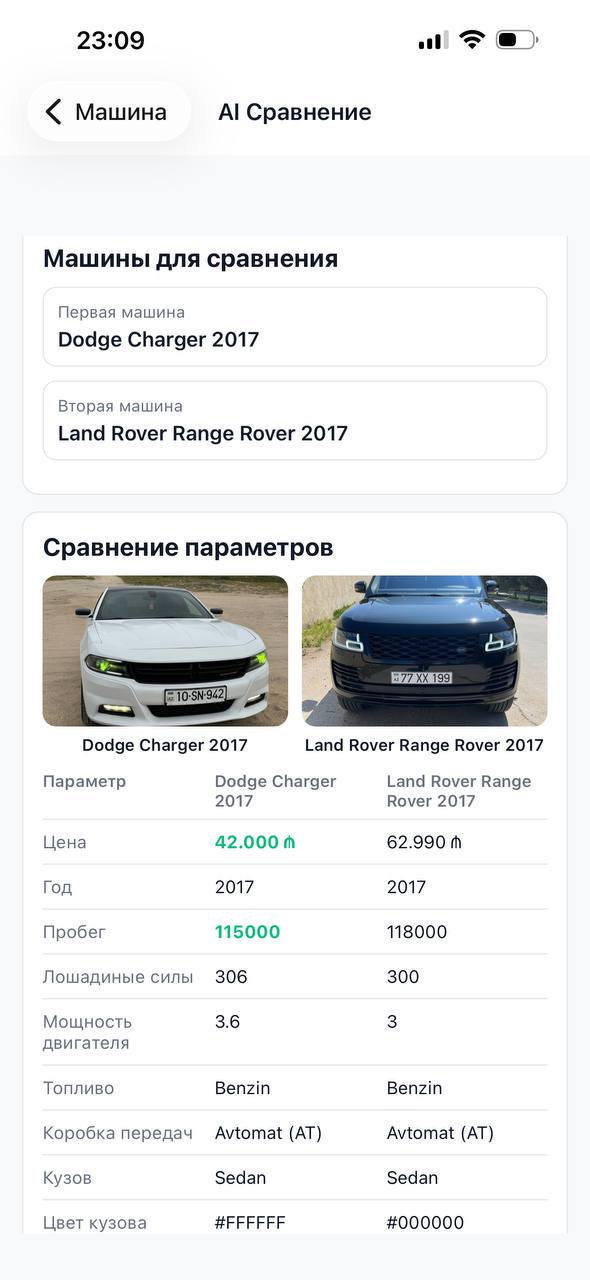 23:09
Машина
AI Сравнение
Машины для сравнения
Первая машина
Dodge Charger 2017
Вторая машина
Land Rover Range Rover 2017
Сравнение параметров
10-SN-942
77 XX 199
Dodge Charger 2017
Land Rover Range Rover 2017
Параметр
Dodge Charger
2017
Land Rover Range
Rover 2017
Цена
42.000 ₼
62.990 ₼
Год
2017
2017
Пробег
115000
118000
Лошадиные силы
306
300
Мощность
двигателя
3.6
3
Топливо
Benzin
Benzin
Коробка передач
Avtomat (AT)
Avtomat (AT)
Кузов
Sedan
Sedan
Цвет кузова
#FFFFFF
#000000